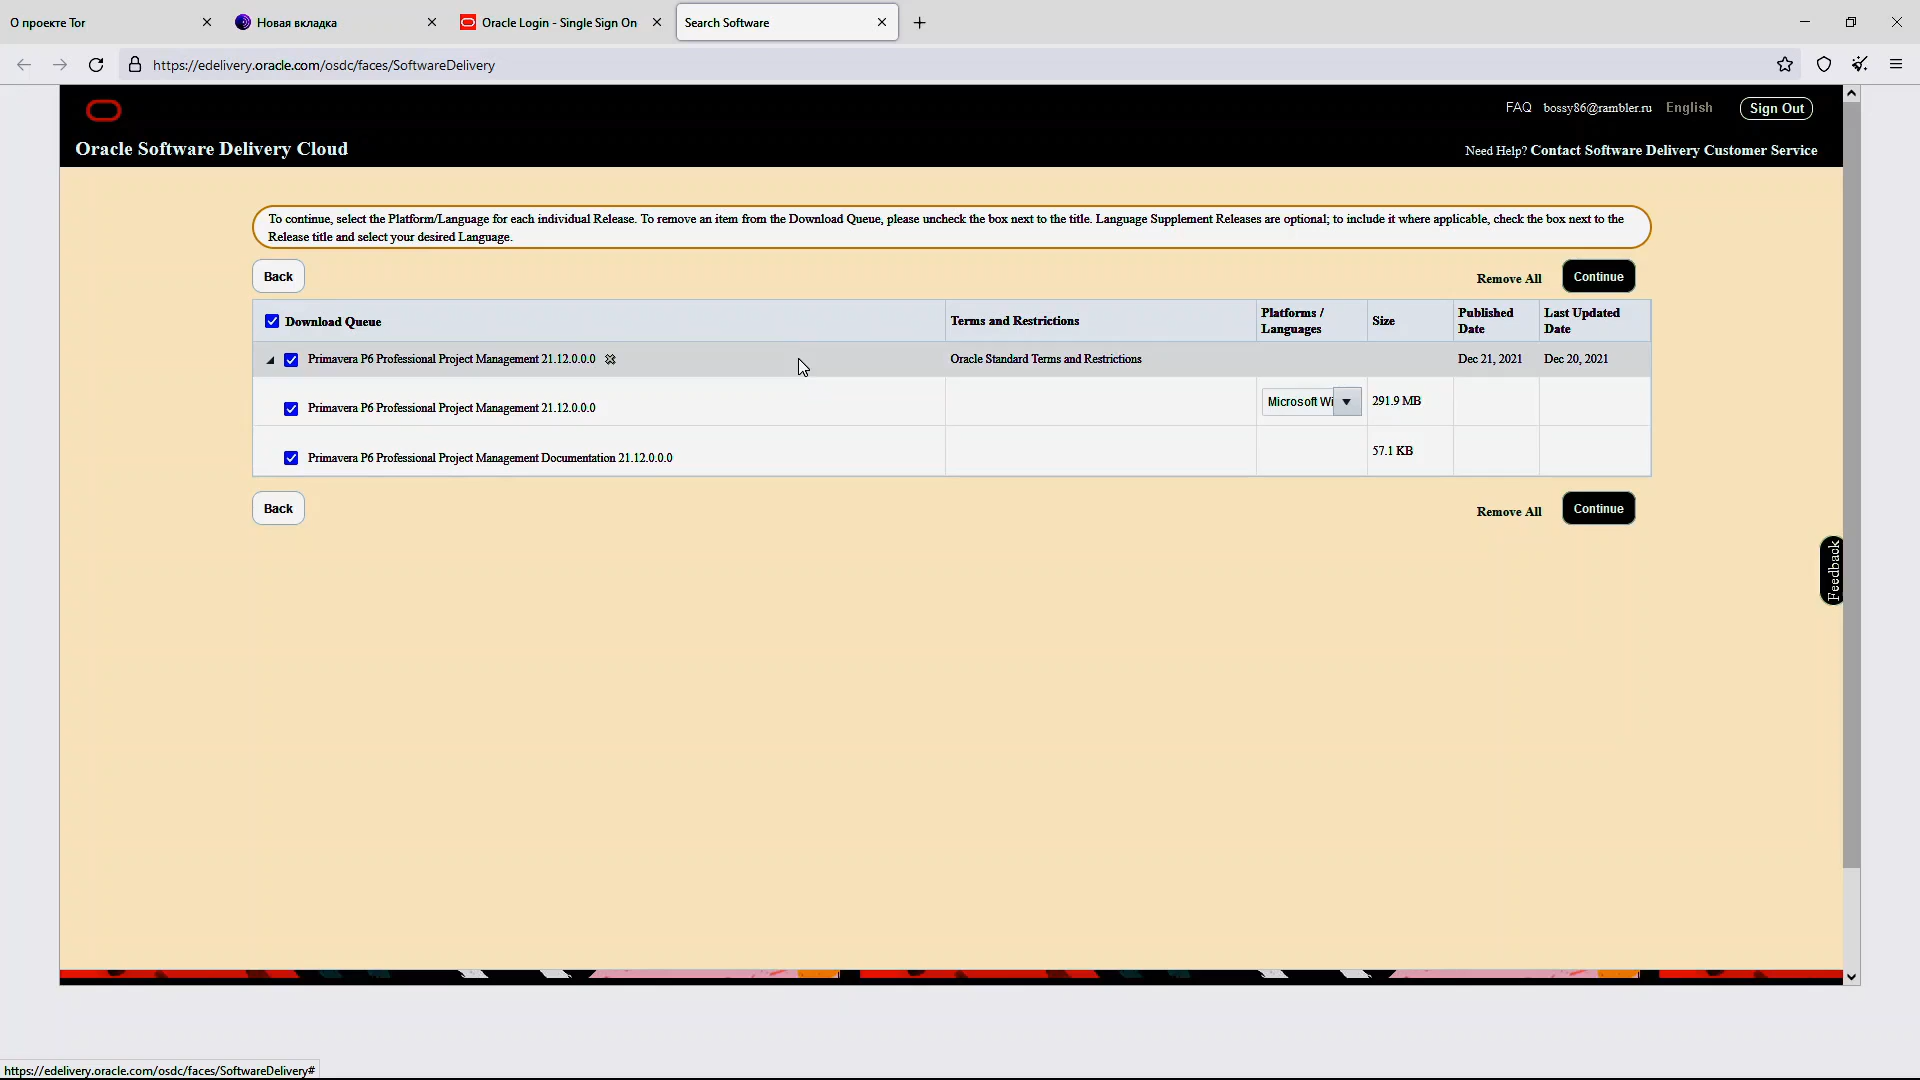 О проекте Tor
Новая вкладка
Oracle Login - Single Sign On
Search Software
https://edelivery.oracle.com/osdc/faces/SoftwareDelivery
FAQ bossy86@rambler.ru English Sign Out
Oracle Software Delivery Cloud
Need Help? Contact Software Delivery Customer Service
To continue, select the Platform/Language for each individual Release. To remove an item from the Download Queue, please uncheck the box next to the title. Language Supplement Releases are optional; to include it where applicable, check the box next to the
Release title and select your desired Language.
Back Remove All Continue
Download Queue
Terms and Restrictions
Platforms /
Languages
Size
Published
Date
Last Updated
Date
Primavera P6 Professional Project Management 21.12.0.0.0 Oracle Standard Terms and Restrictions Dec 21, 2021 Dec 20, 2021
Primavera P6 Professional Project Management 21.12.0.0.0 Microsoft Wi 291.9 MB
Primavera P6 Professional Project Management Documentation 21.12.0.0.0 57.1 KB
Back Remove All Continue
Feedback
https://edelivery.oracle.com/osdc/faces/SoftwareDelivery#